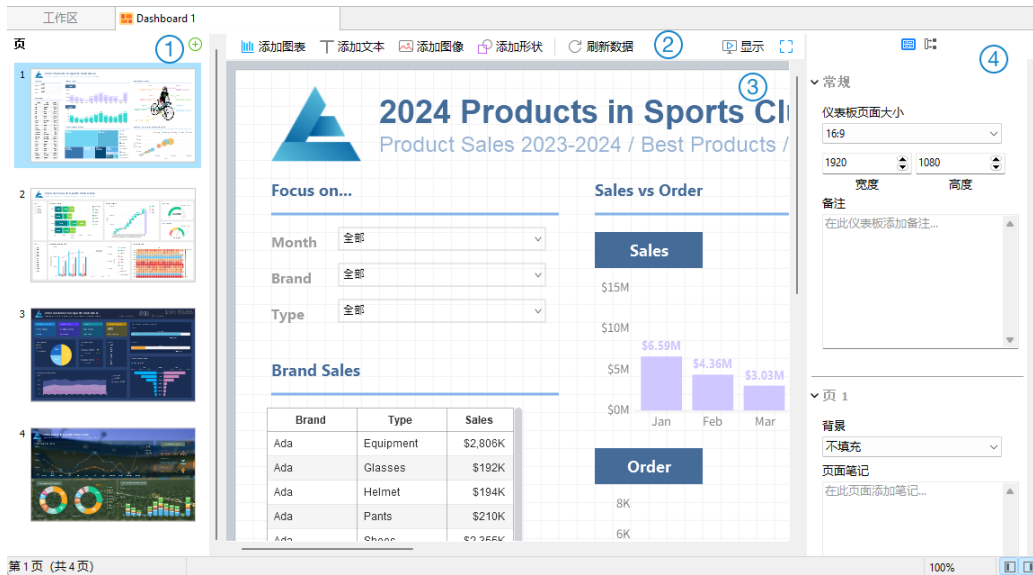 工作区
Dashboard 1
页
1
添加图表
添加文本
添加图像
添加形状
刷新数据
2
显示
3
4
1
2
3
4
2024 Products in Sports Cl
Product Sales 2023-2024 / Best Products /
Focus on...
Month
全部
Brand
全部
Type
全部
Brand Sales
Brand Type Sales
Ada Equipment $2,806K
Ada Glasses $192K
Ada Helmet $194K
Ada Pants $210K
Ada Shoes $2,355K
Sales vs Order
Sales
$15M
$10M
$5M
$0M
$6.59M
$4.36M
$3.03M
Jan Feb Mar
Order
8K
6K
常规
仪表板页面大小
16:9
1920 1080
宽度 高度
备注
在此仪表板添加备注...
页 1
背景
不填充
页面笔记
在此页面添加笔记...
第 1 页 (共 4 页)
100%